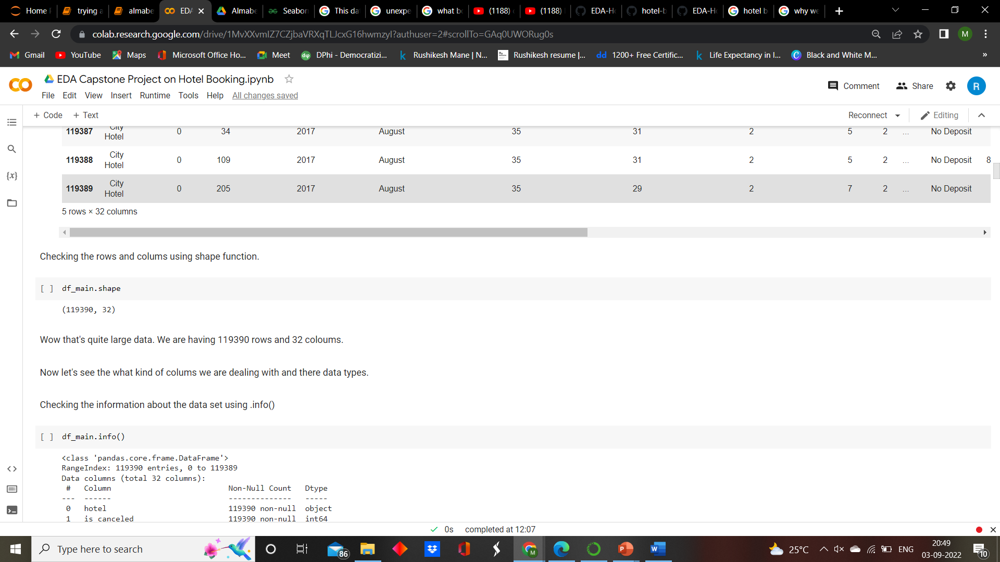 Home trying a almabe EDA Almabe Seabor This da unexpe what b (1188) (1188) EDA-H hotel-b EDA-H hotel b why we
colab.research.google.com/drive/1MvXXvmIZ7CZjbaVRXqTLJcxG16hwmzyI?authuser=2#scrollTo=GAq0UWORug0s
M
Gmail YouTube Maps Microsoft Office Ho... Meet DPhi - Democratizi... Rushikesh Mane | N... Rushikesh resume |... 1200+ Free Certific... Life Expectancy in I... Black and White M... »
EDA Capstone Project on Hotel Booking.ipynb
Comment Share R
File Edit View Insert Runtime Tools Help All changes saved
+ Code + Text Reconnect Editing
119387 City Hotel 0 34 2017 August 35 31 2 5 2 ... No Deposit
119388 City Hotel 0 109 2017 August 35 31 2 5 2 ... No Deposit 8
119389 City Hotel 0 205 2017 August 35 29 2 7 2 ... No Deposit
5 rows × 32 columns
Checking the rows and colums using shape function.
[ ] df_main.shape
(119390, 32)
Wow that's quite large data. We are having 119390 rows and 32 coloums.
Now let's see the what kind of colums we are dealing with and there data types.
Checking the information about the data set using .info()
[ ] df_main.info()
<class 'pandas.core.frame.DataFrame'>
RangeIndex: 119390 entries, 0 to 119389
Data columns (total 32 columns):
# Column Non-Null Count Dtype
--- ------ -------------- -----
0 hotel 119390 non-null object
1 is_canceled 119390 non-null int64
0s completed at 12:07
Type here to search
86
25°C ENG
20:49
03-09-2022
10